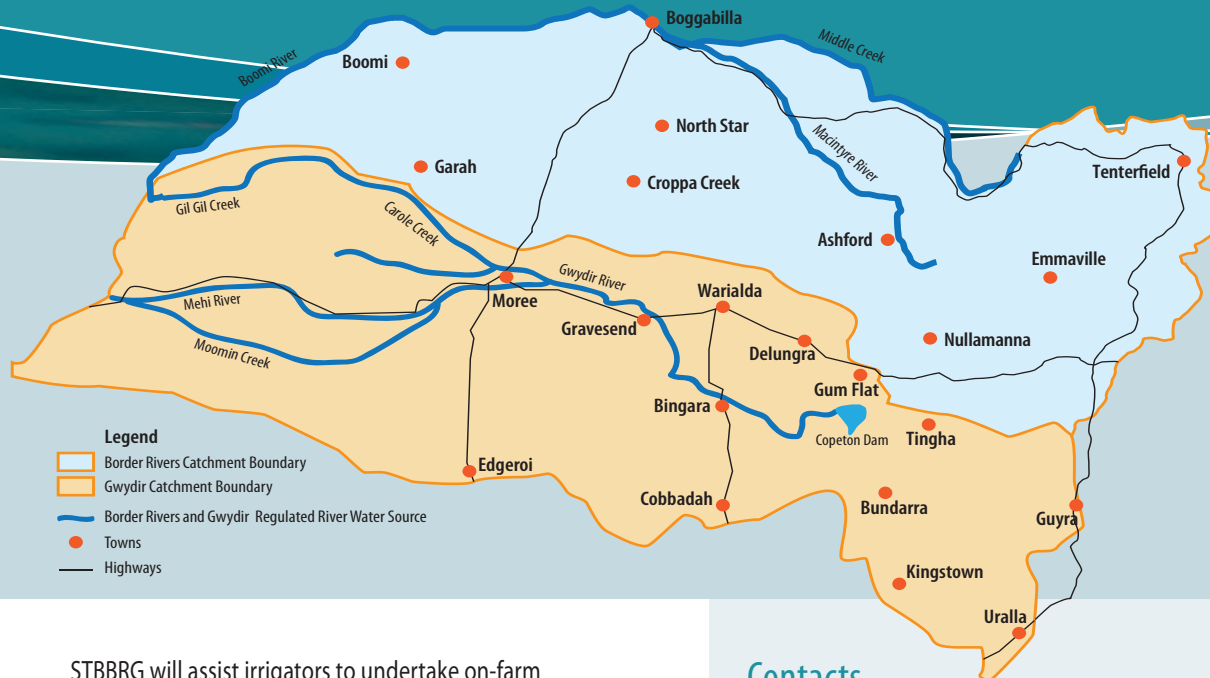 Boggabilla
Middle Creek
Boomi River
Boomi
North Star
Macintyre River
Tenterfield
Garah
Croppa Creek
Gil Gil Creek
Carole Creek
Ashford
Emmaville
Gwydir River
Mehi River
Moree
Warialda
Gravesend
Nullamanna
Moomin Creek
Delungra
Gum Flat
Bingara
Copeton Dam
Tingha
Legend
Border Rivers Catchment Boundary
Gwydir Catchment Boundary
Border Rivers and Gwydir Regulated River Water Source
Towns
Highways
Edgeroi
Cobbadah
Bundarra
Guyra
Kingstown
Uralla
STBBRG will assist irrigators to undertake on-farm
Contacts